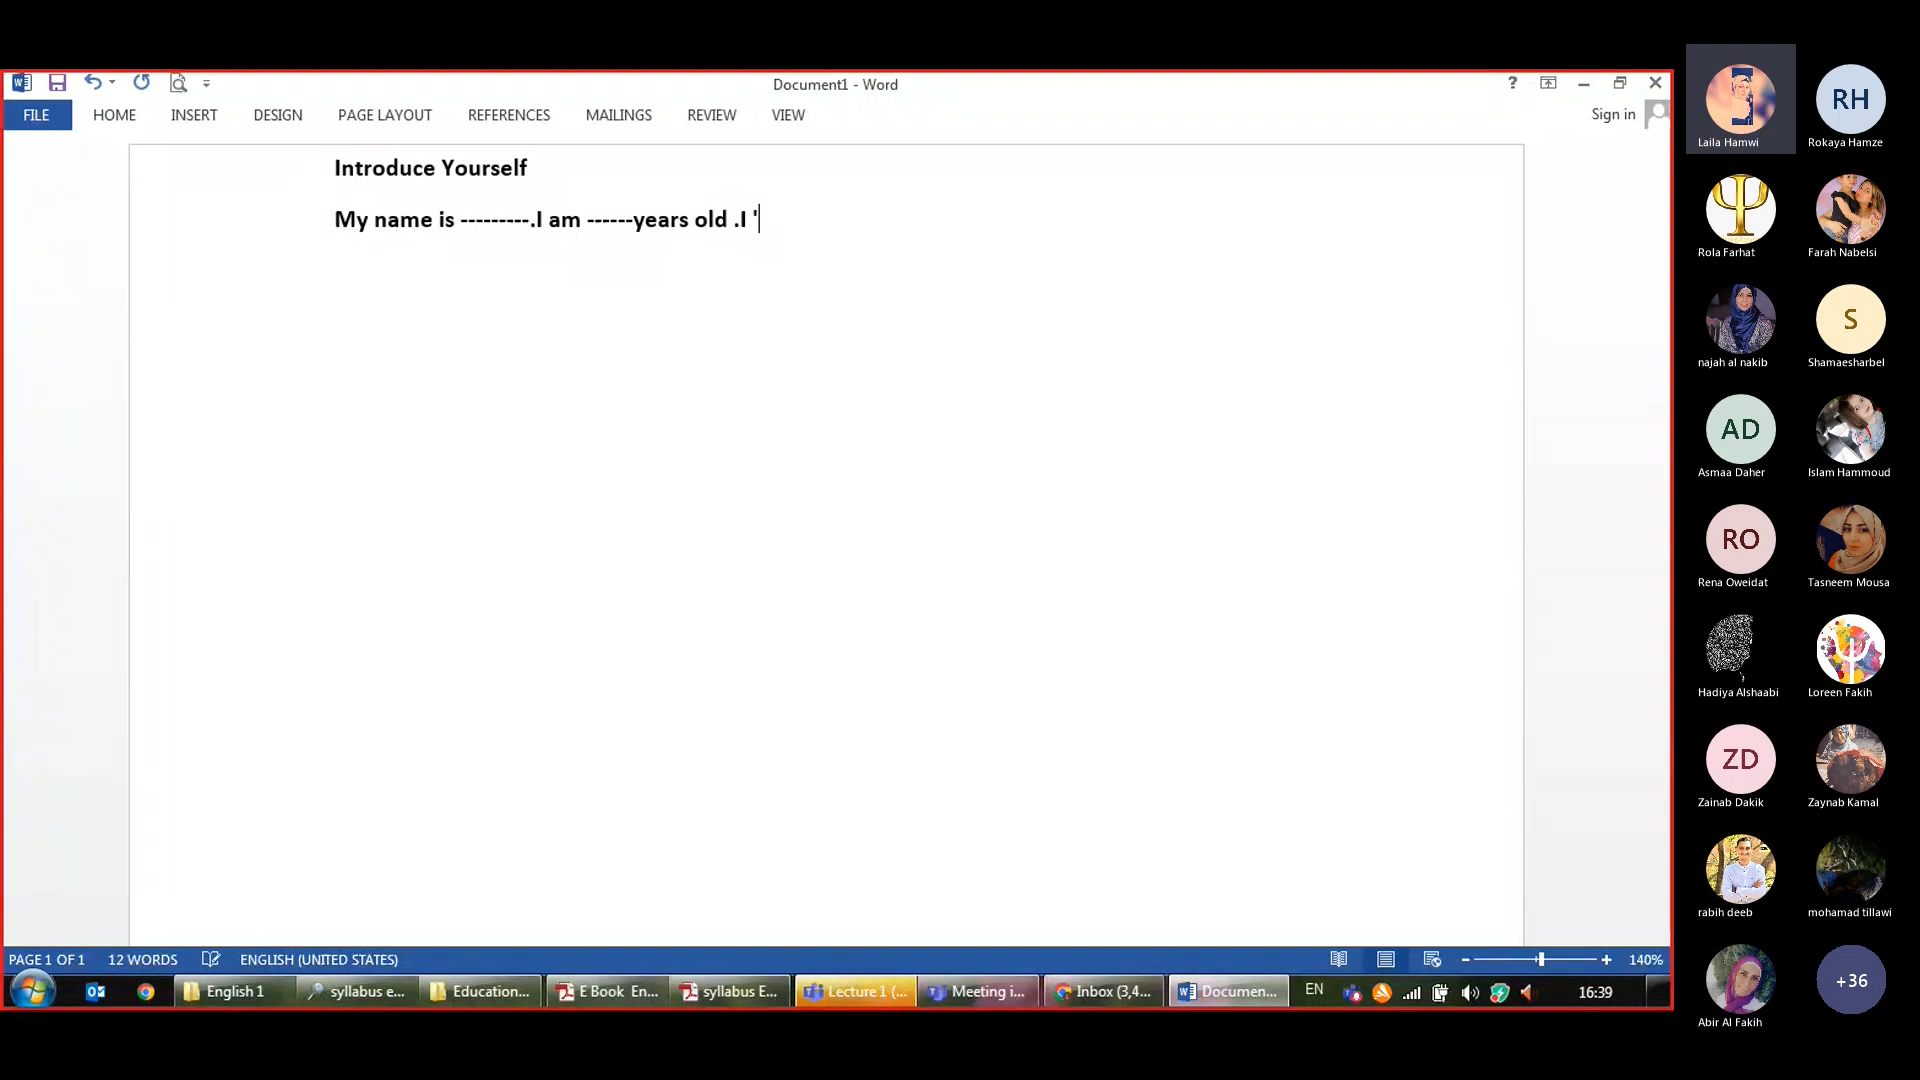 Document1 - Word
?
FILE HOME INSERT DESIGN PAGE LAYOUT REFERENCES MAILINGS REVIEW VIEW Sign in
Introduce Yourself
My name is ---------.I am ------years old .I '
PAGE 1 OF 1 12 WORDS ENGLISH (UNITED STATES) 140%
English 1 syllabus e... Education... E Book En... syllabus E... Lecture 1 (... Meeting i... Inbox (3,4... Documen... EN 16:39
RH
Laila Hamwi Rokaya Hamze
Rola Farhat Farah Nabelsi
S
najah al nakib Shamaesharbel
AD
Asmaa Daher Islam Hammoud
RO
Rena Oweidat Tasneem Mousa
Hadiya Alshaabi Loreen Fakih
ZD
Zainab Dakik Zaynab Kamal
rabih deeb mohamad tillawi
+36
Abir Al Fakih